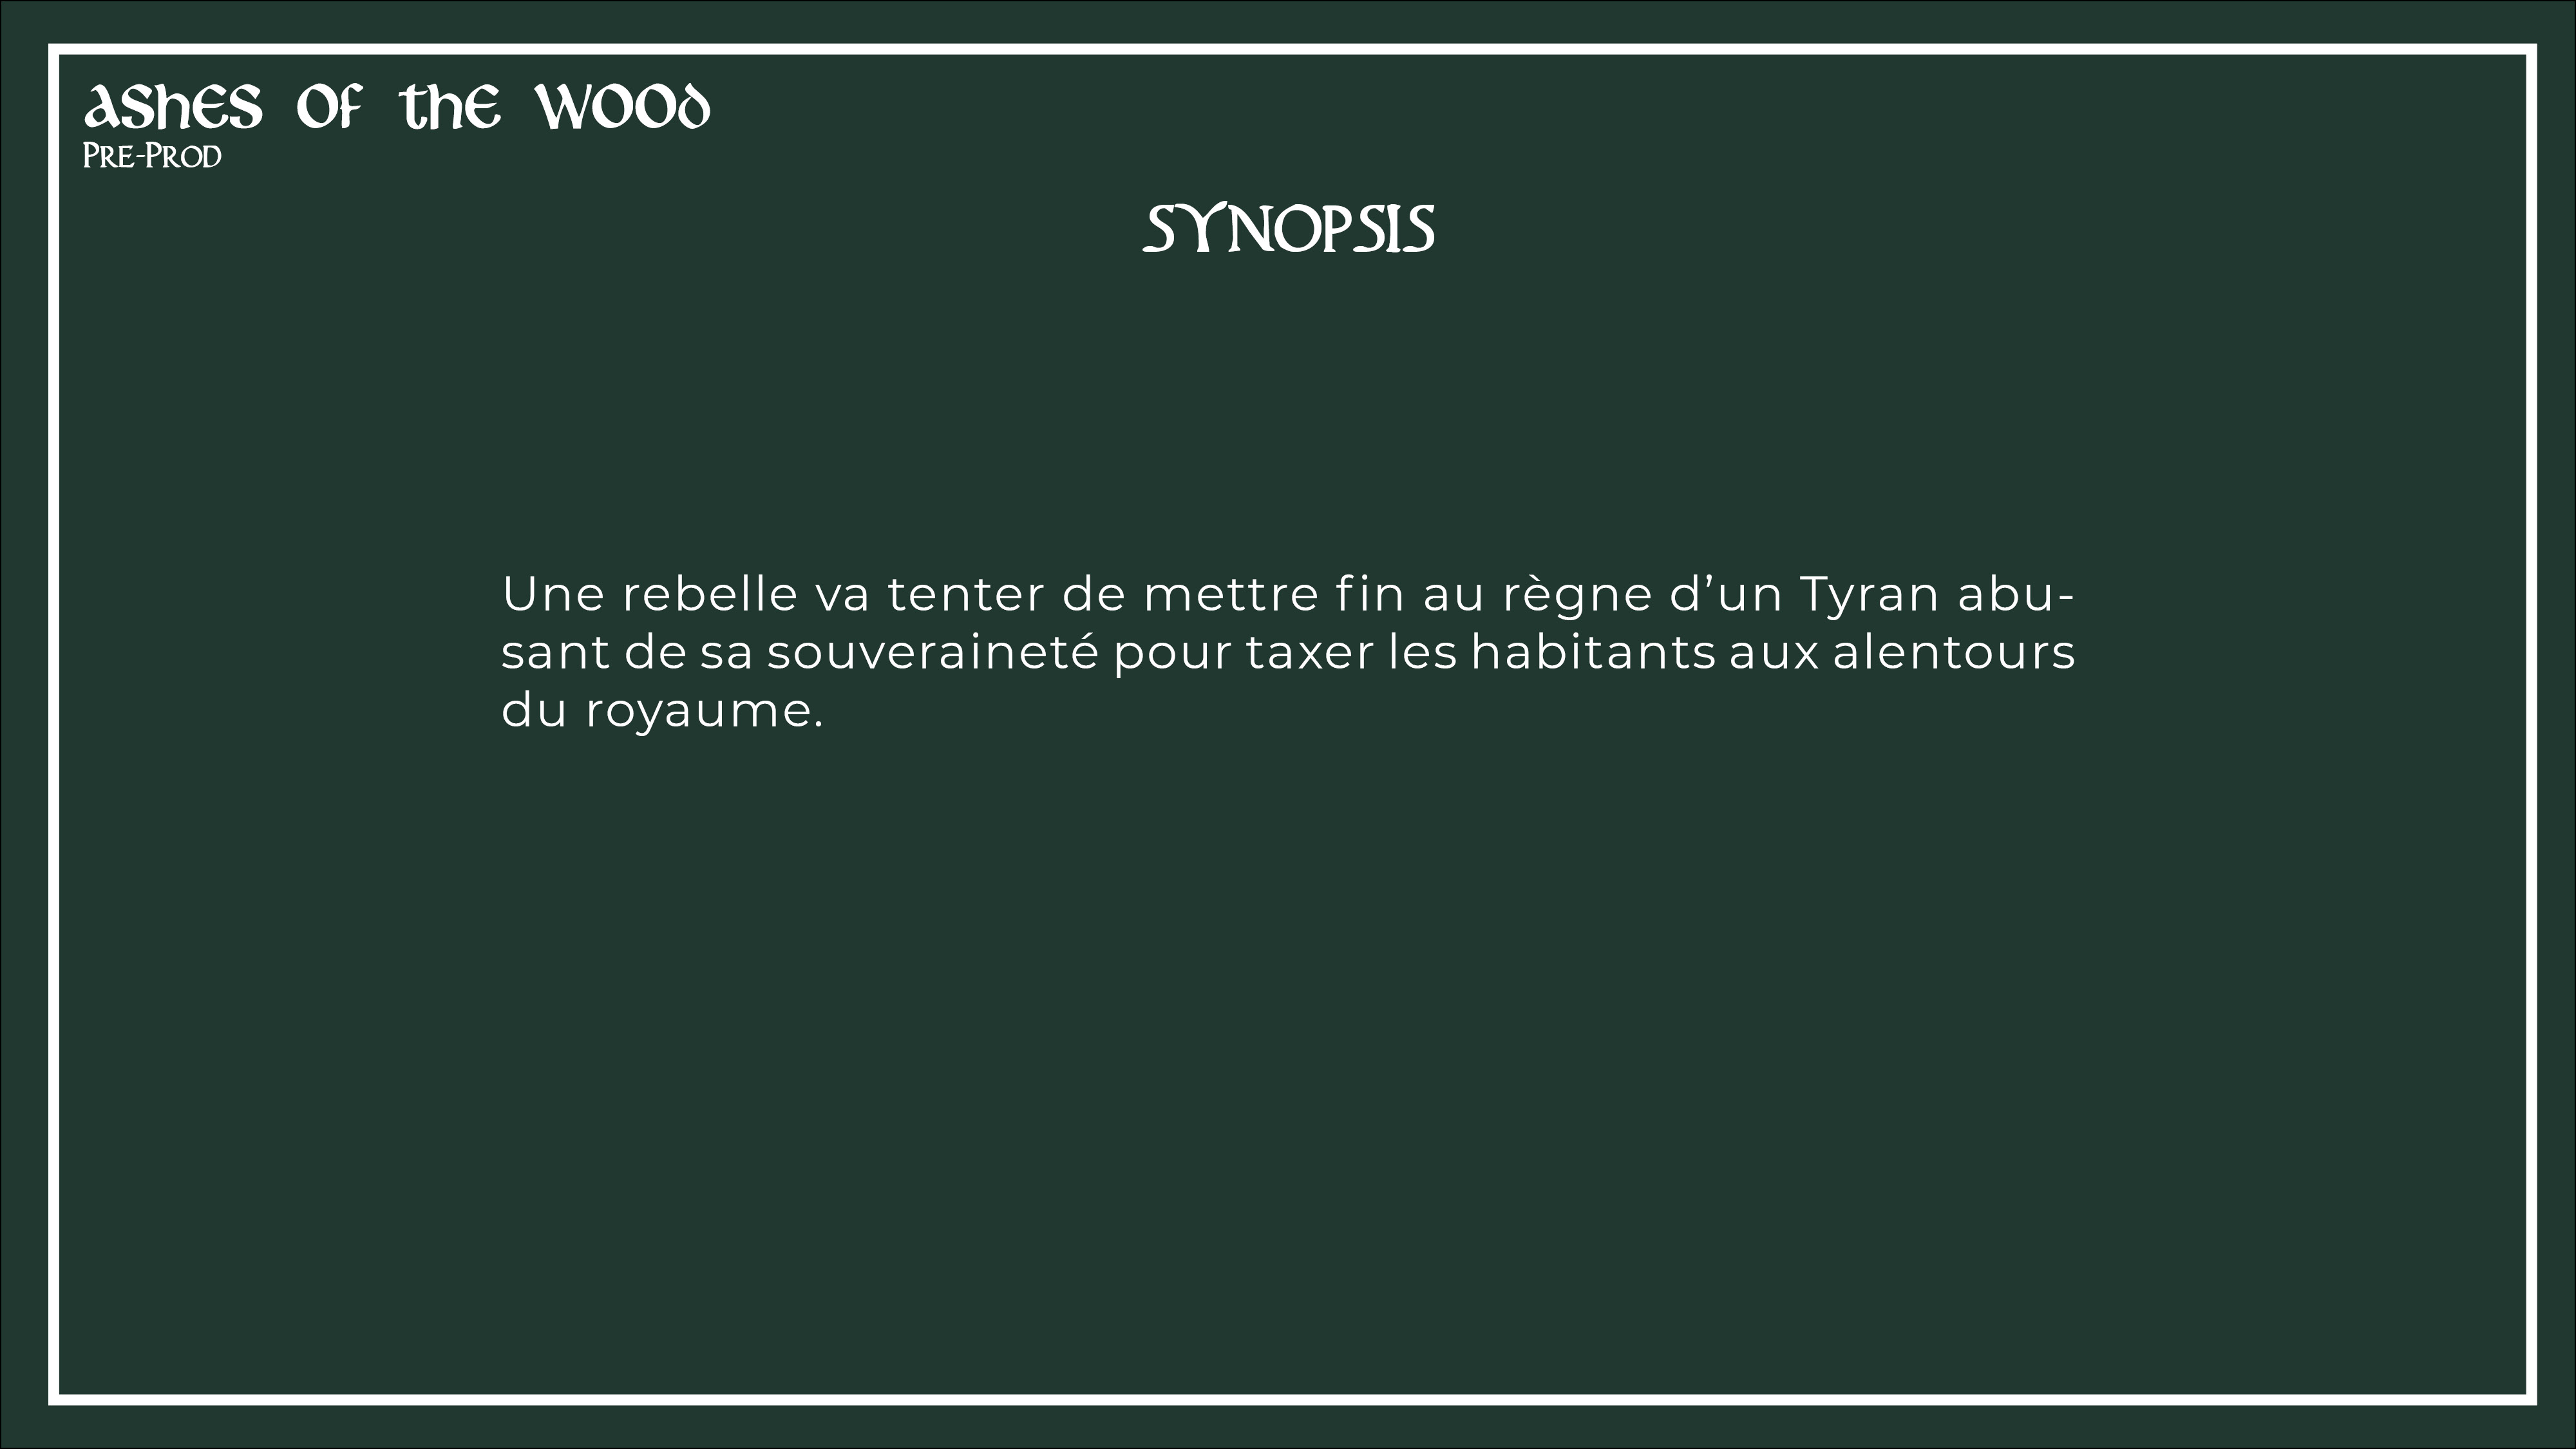 ashes of the wood
Pre-Prod
SYNOPSIS
Une rebelle va tenter de mettre fin au règne d’un Tyran abu-
sant de sa souveraineté pour taxer les habitants aux alentours
du royaume.